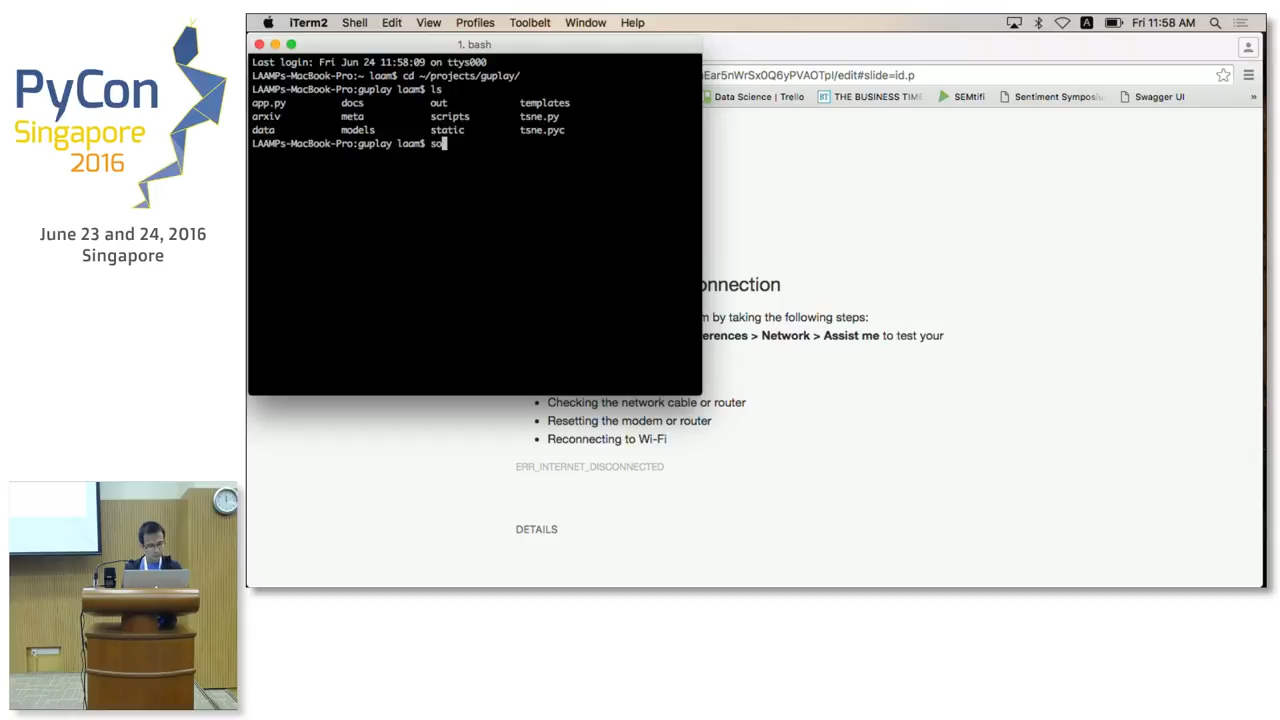 PyCon
Singapore
2016
June 23 and 24, 2016
Singapore
iTerm2 Shell Edit View Profiles Toolbelt Window Help
Fri 11:58 AM
1. bash
Last login: Fri Jun 24 11:58:09 on ttys000
LAAMPs-MacBook-Pro:~ laam$ cd ~/projects/guplay/
LAAMPs-MacBook-Pro:guplay laam$ ls
app.py docs out templates
arxiv meta scripts tsne.py
data models static tsne.pyc
LAAMPs-MacBook-Pro:guplay laam$ so
Ear5nWrSx0Q6yPVAOTpI/edit#slide=id.p
Data Science | Trello BT THE BUSINESS TIME SEMtifi Sentiment Symposiu Swagger UI »
onnection
m by taking the following steps:
erences > Network > Assist me to test your
• Checking the network cable or router
• Resetting the modem or router
• Reconnecting to Wi-Fi
ERR_INTERNET_DISCONNECTED
DETAILS